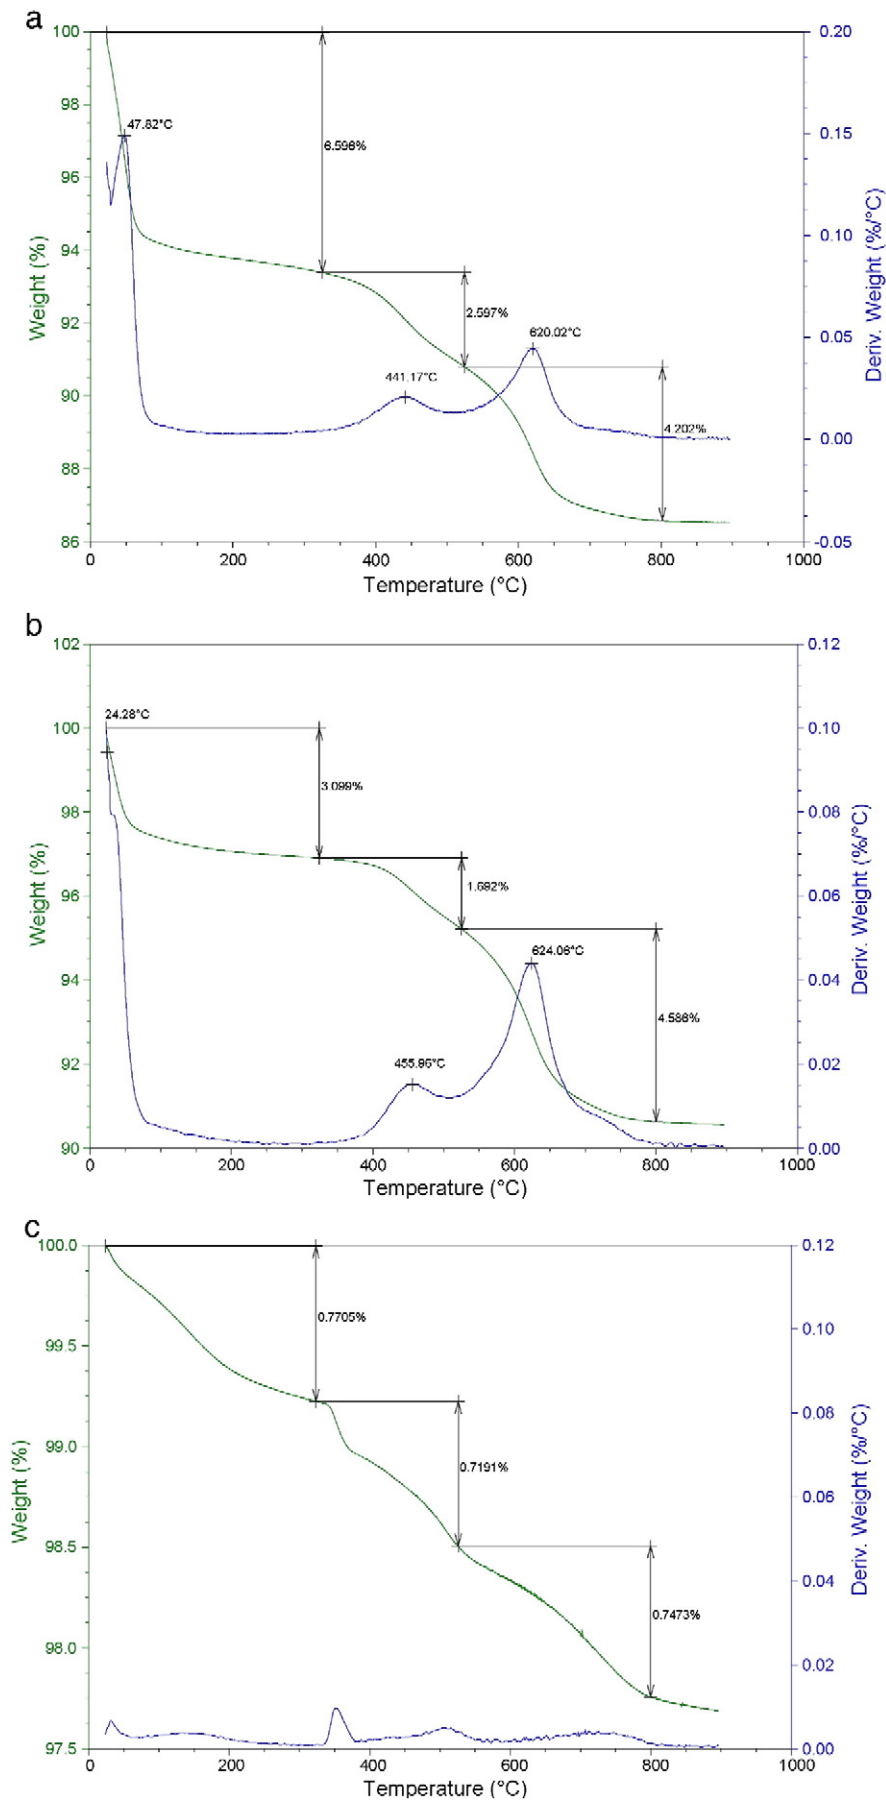 a
100
98
96
94
92
90
88
86
Weight (%)
0.20
0.15
0.10
0.05
0.00
-0.05
Deriv. Weight (%/°C)
47.82°C
6.596%
2.597%
441.17°C
620.02°C
4.202%
0 200 400 600 800 1000
Temperature (°C)
b
102
100
98
96
94
92
90
Weight (%)
0.12
0.10
0.08
0.06
0.04
0.02
0.00
Deriv. Weight (%/°C)
24.28°C
3.099%
1.692%
624.06°C
4.586%
455.96°C
0 200 400 600 800 1000
Temperature (°C)
c
100.0
99.5
99.0
98.5
98.0
97.5
Weight (%)
0.12
0.10
0.08
0.06
0.04
0.02
0.00
Deriv. Weight (%/°C)
0.7705%
0.7191%
0.7473%
0 200 400 600 800 1000
Temperature (°C)